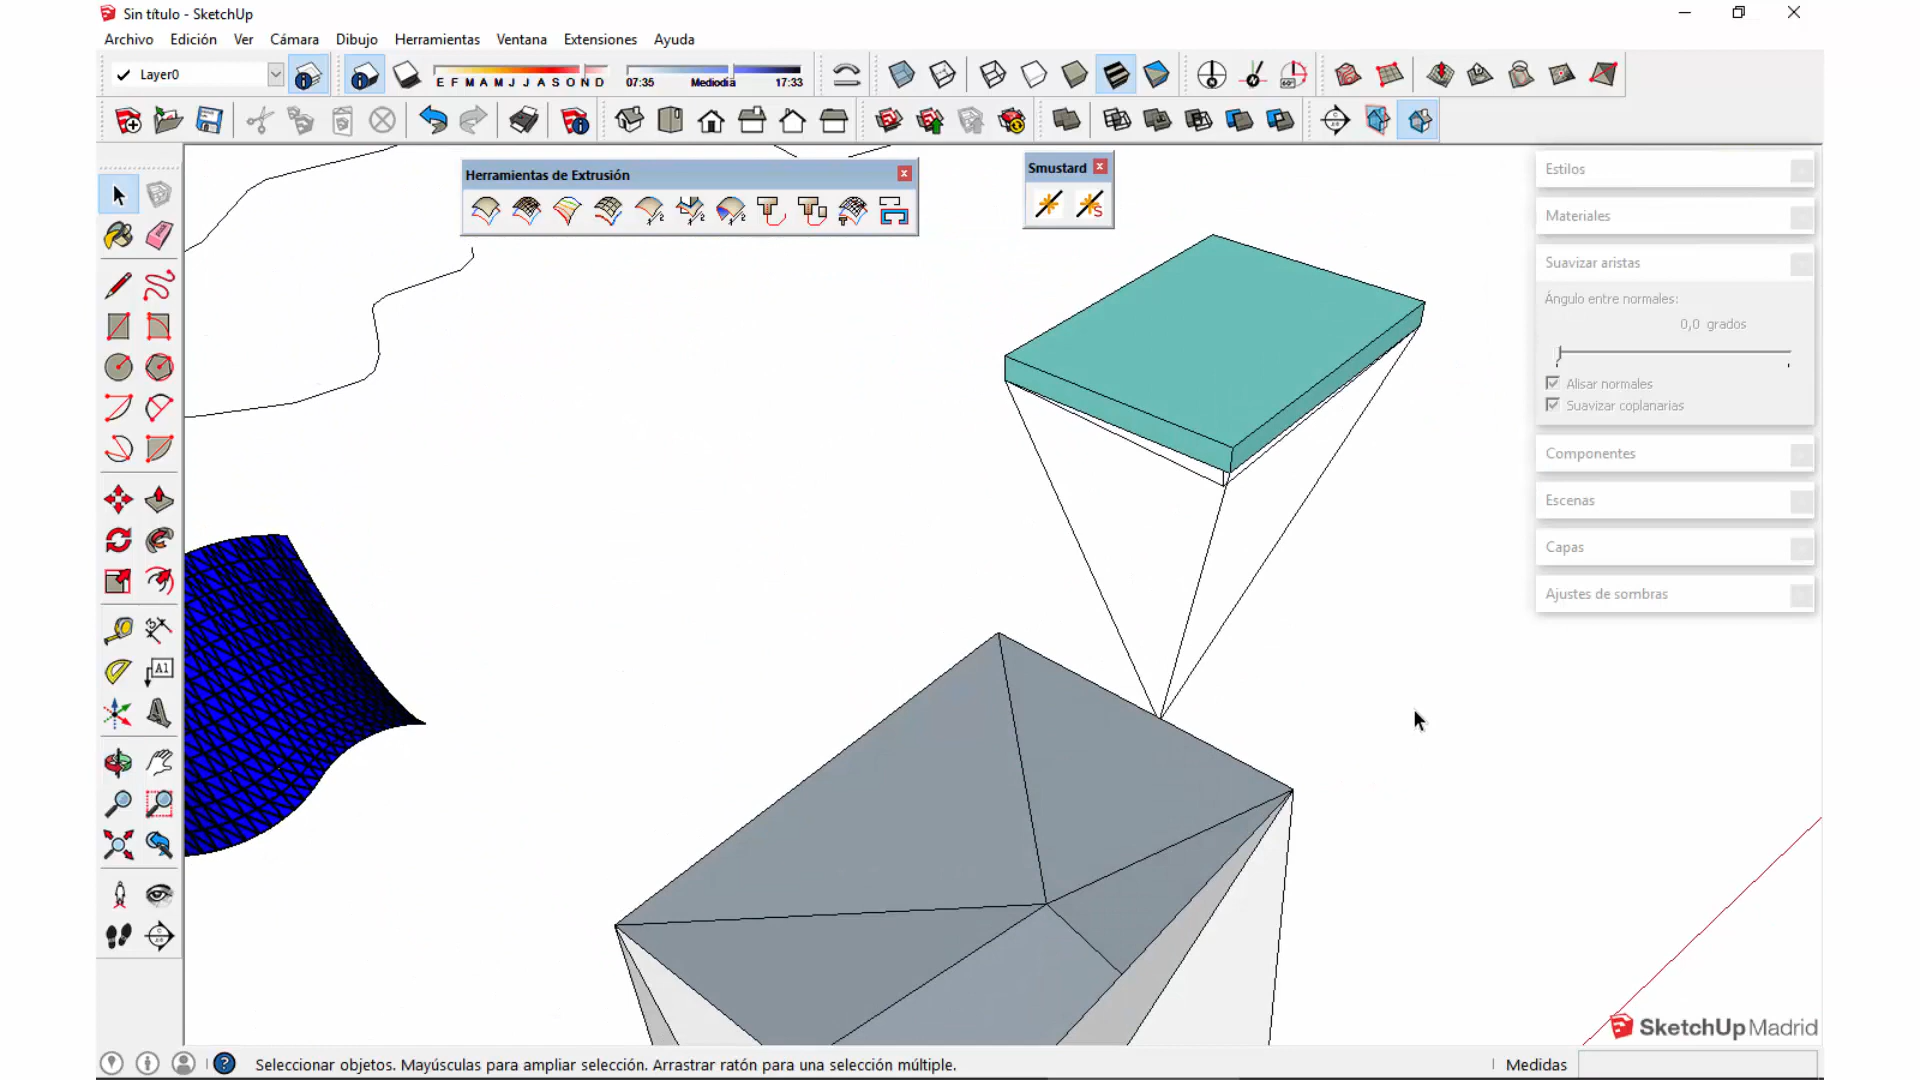 Sin título - SketchUp
Archivo Edición Ver Cámara Dibujo Herramientas Ventana Extensiones Ayuda
Layer0
E F M A M J J A S O N D
07:35 Mediodía 17:33
Herramientas de Extrusión
Smustard
S
Estilos
Materiales
Suavizar aristas
Ángulo entre normales:
0,0 grados
Alisar normales
Suavizar coplanarias
Componentes
Escenas
Capas
Ajustes de sombras
A1
SketchUp Madrid
Seleccionar objetos. Mayúsculas para ampliar selección. Arrastrar ratón para una selección múltiple.
Medidas